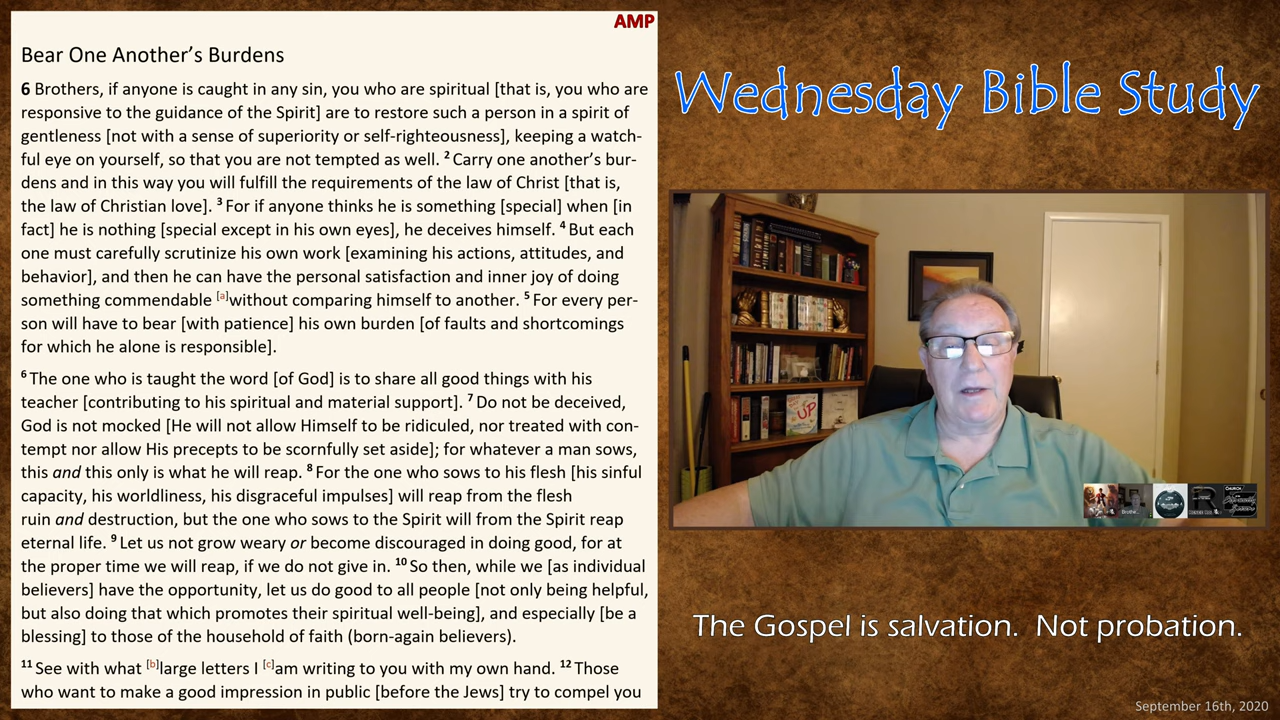 AMP
Bear One Another’s Burdens
6 Brothers, if anyone is caught in any sin, you who are spiritual [that is, you who are
responsive to the guidance of the Spirit] are to restore such a person in a spirit of
gentleness [not with a sense of superiority or self-righteousness], keeping a watch-
ful eye on yourself, so that you are not tempted as well. 2 Carry one another’s bur-
dens and in this way you will fulfill the requirements of the law of Christ [that is,
the law of Christian love]. 3 For if anyone thinks he is something [special] when [in
fact] he is nothing [special except in his own eyes], he deceives himself. 4 But each
one must carefully scrutinize his own work [examining his actions, attitudes, and
behavior], and then he can have the personal satisfaction and inner joy of doing
something commendable [a]without comparing himself to another. 5 For every per-
son will have to bear [with patience] his own burden [of faults and shortcomings
for which he alone is responsible].
6 The one who is taught the word [of God] is to share all good things with his
teacher [contributing to his spiritual and material support]. 7 Do not be deceived,
God is not mocked [He will not allow Himself to be ridiculed, nor treated with con-
tempt nor allow His precepts to be scornfully set aside]; for whatever a man sows,
this and this only is what he will reap. 8 For the one who sows to his flesh [his sinful
capacity, his worldliness, his disgraceful impulses] will reap from the flesh
ruin and destruction, but the one who sows to the Spirit will from the Spirit reap
eternal life. 9 Let us not grow weary or become discouraged in doing good, for at
the proper time we will reap, if we do not give in. 10 So then, while we [as individual
believers] have the opportunity, let us do good to all people [not only being helpful,
but also doing that which promotes their spiritual well-being], and especially [be a
blessing] to those of the household of faith (born-again believers).
11 See with what [b]large letters I [c]am writing to you with my own hand. 12 Those
who want to make a good impression in public [before the Jews] try to compel you
Wednesday Bible Study
UP
Brothe...
CHURCH
The Gospel is salvation. Not probation.
September 16th, 2020